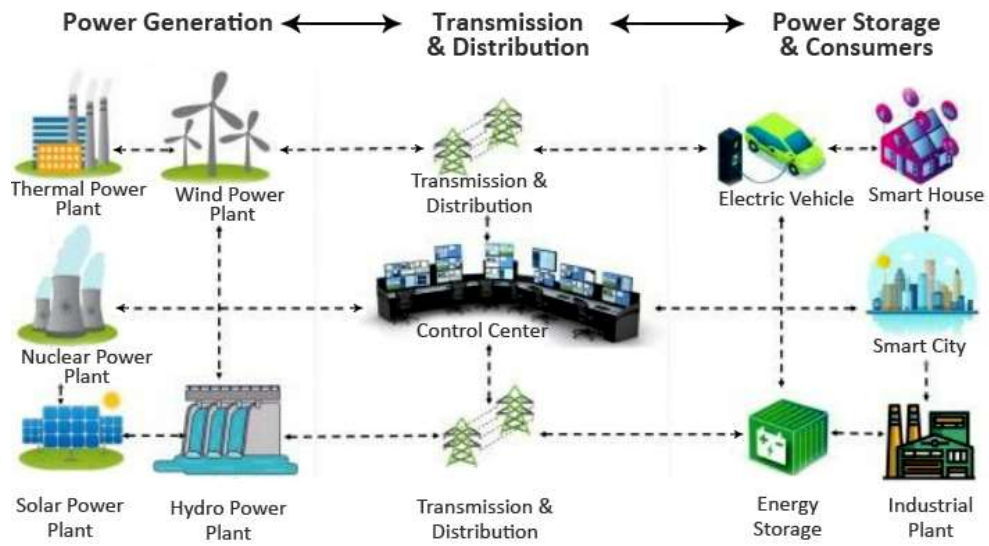 Power Generation
Transmission
& Distribution
Power Storage
& Consumers
Thermal Power
Plant
Wind Power
Plant
Transmission &
Distribution
Electric Vehicle
Smart House
Nuclear Power
Plant
Control Center
Smart City
Solar Power
Plant
Hydro Power
Plant
Transmission &
Distribution
Energy
Storage
Industrial
Plant